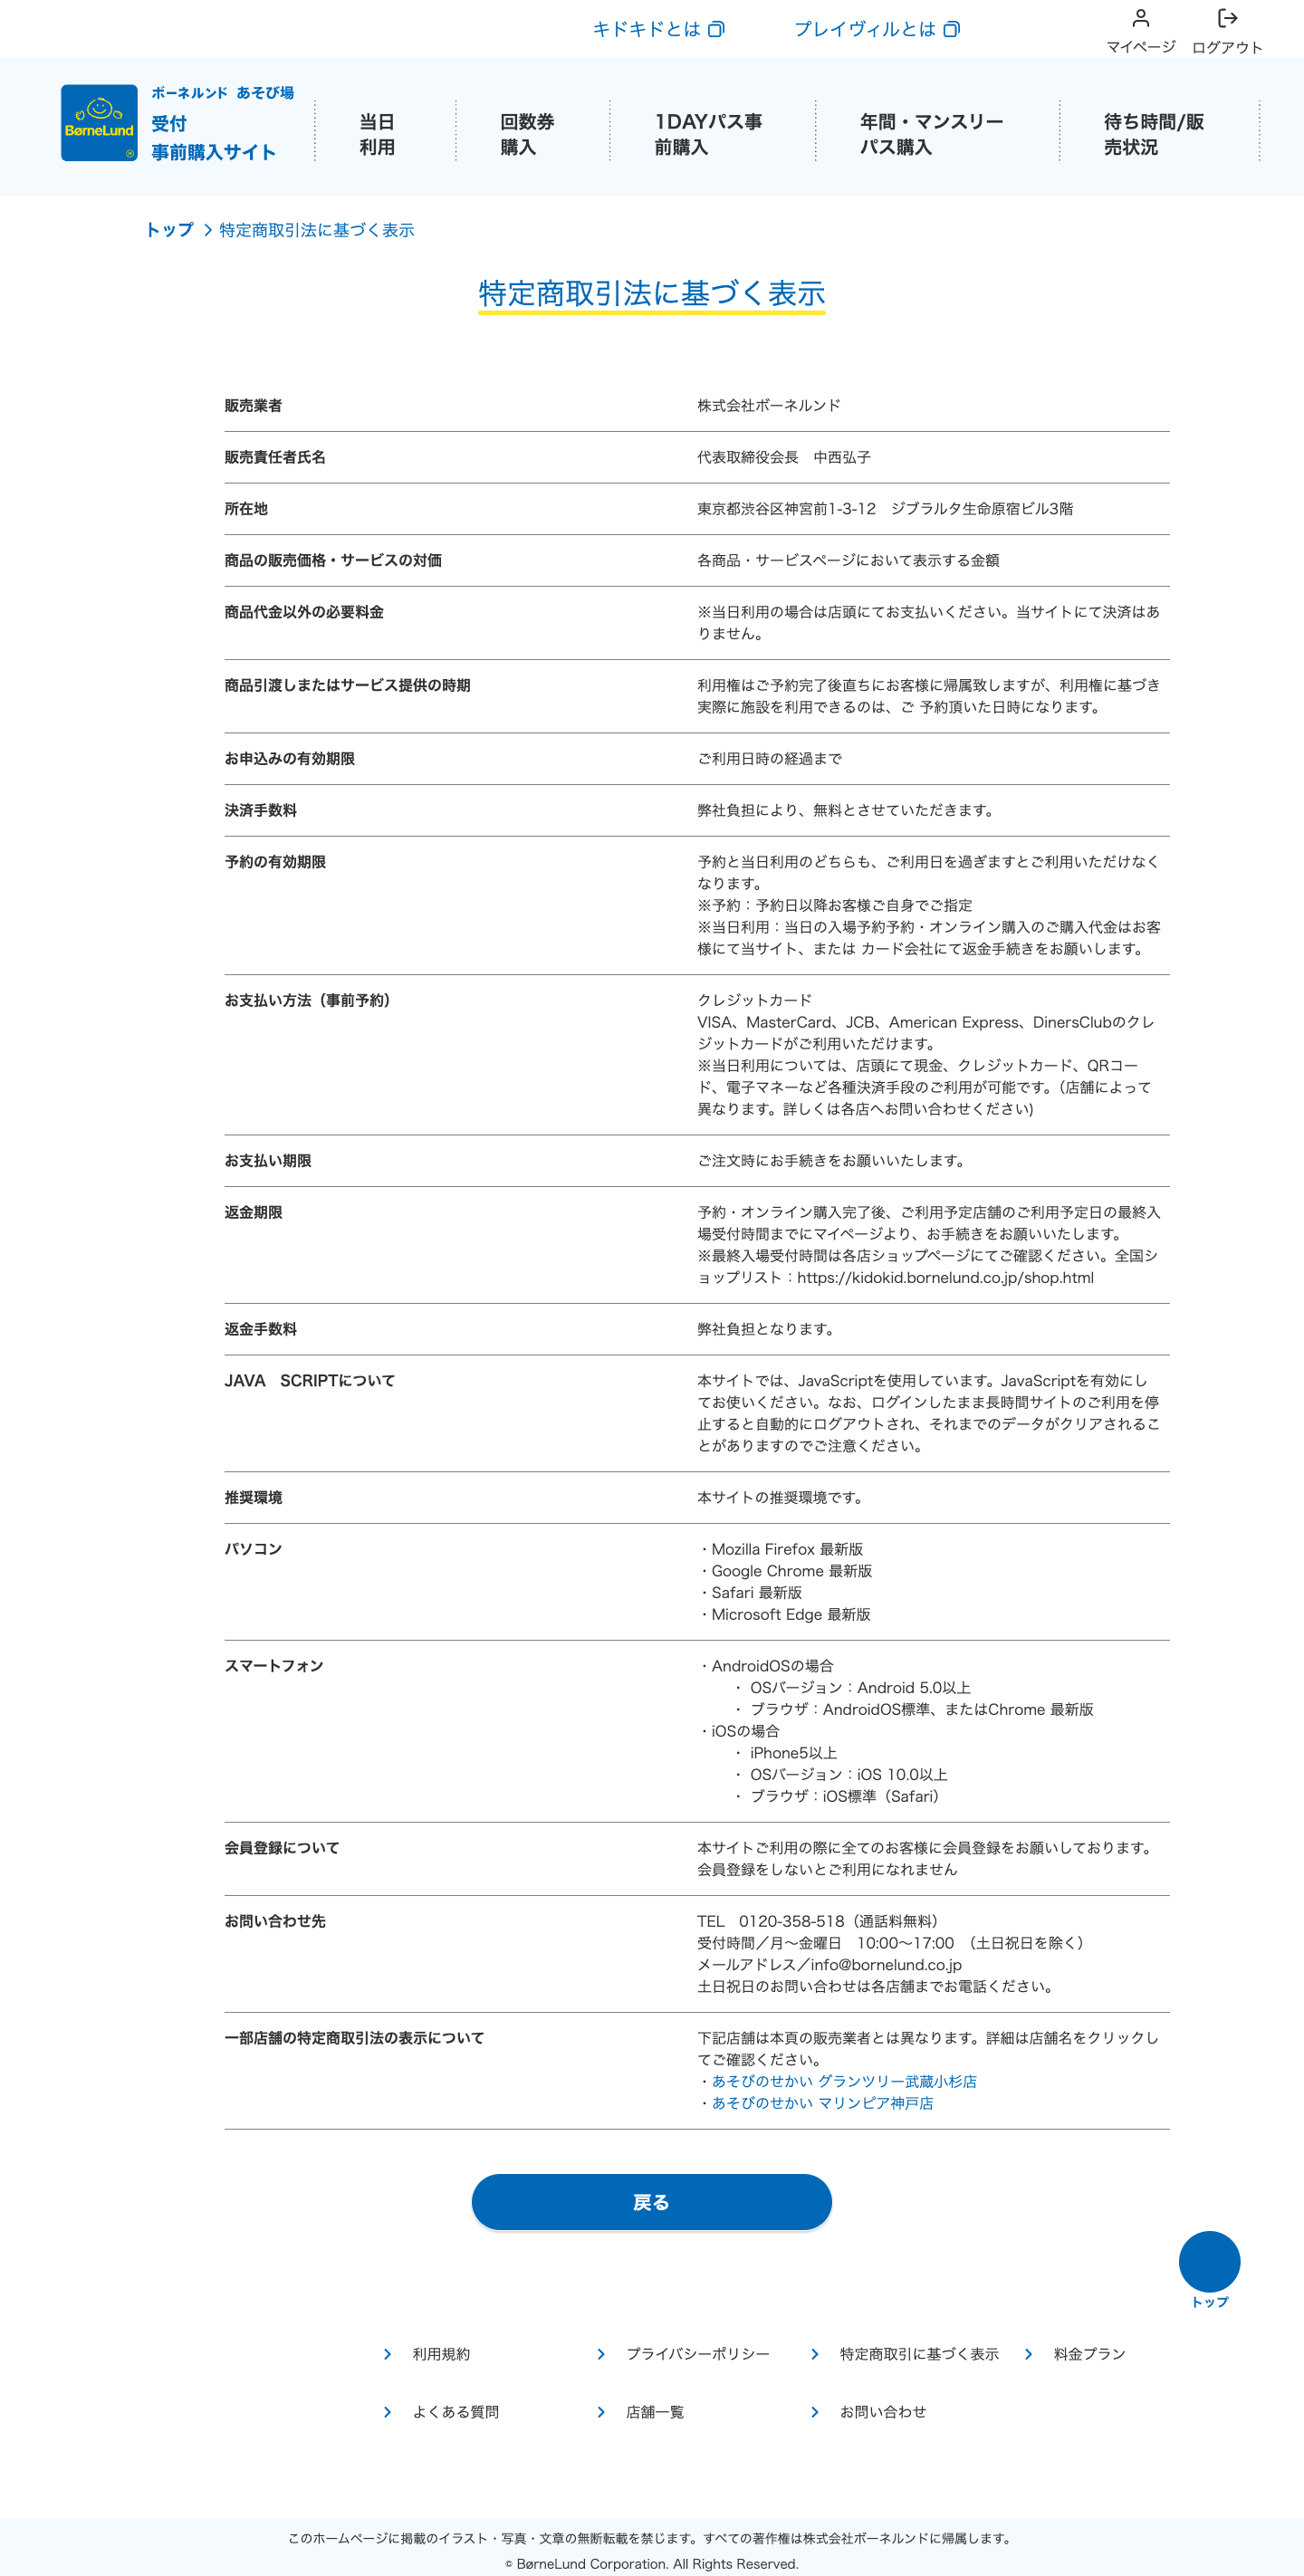 キドキドとは
プレイヴィルとは
マイページ
ログアウト
BørneLund
®
ボーネルンド あそび場
受付
事前購入サイト
当日
利用
回数券
購入
1DAYパス事
前購入
年間・マンスリー
パス購入
待ち時間/販
売状況
トップ 特定商取引法に基づく表示
特定商取引法に基づく表示
販売業者
株式会社ボーネルンド
販売責任者氏名
代表取締役会長　中西弘子
所在地
東京都渋谷区神宮前1-3-12　ジブラルタ生命原宿ビル3階
商品の販売価格・サービスの対価
各商品・サービスページにおいて表示する金額
商品代金以外の必要料金
※当日利用の場合は店頭にてお支払いください。当サイトにて決済はあ
りません。
商品引渡しまたはサービス提供の時期
利用権はご予約完了後直ちにお客様に帰属致しますが、利用権に基づき
実際に施設を利用できるのは、ご 予約頂いた日時になります。
お申込みの有効期限
ご利用日時の経過まで
決済手数料
弊社負担により、無料とさせていただきます。
予約の有効期限
予約と当日利用のどちらも、ご利用日を過ぎますとご利用いただけなく
なります。
※予約：予約日以降お客様ご自身でご指定
※当日利用：当日の入場予約予約・オンライン購入のご購入代金はお客
様にて当サイト、または カード会社にて返金手続きをお願いします。
お支払い方法（事前予約）
クレジットカード
VISA、MasterCard、JCB、American Express、DinersClubのクレ
ジットカードがご利用いただけます。
※当日利用については、店頭にて現金、クレジットカード、QRコー
ド、電子マネーなど各種決済手段のご利用が可能です。（店舗によって
異なります。詳しくは各店へお問い合わせください)
お支払い期限
ご注文時にお手続きをお願いいたします。
返金期限
予約・オンライン購入完了後、ご利用予定店舗のご利用予定日の最終入
場受付時間までにマイページより、お手続きをお願いいたします。
※最終入場受付時間は各店ショップページにてご確認ください。全国シ
ョップリスト：https://kidokid.bornelund.co.jp/shop.html
返金手数料
弊社負担となります。
JAVA　SCRIPTについて
本サイトでは、JavaScriptを使用しています。JavaScriptを有効にし
てお使いください。なお、ログインしたまま長時間サイトのご利用を停
止すると自動的にログアウトされ、それまでのデータがクリアされるこ
とがありますのでご注意ください。
推奨環境
本サイトの推奨環境です。
パソコン
・Mozilla Firefox 最新版
・Google Chrome 最新版
・Safari 最新版
・Microsoft Edge 最新版
スマートフォン
・AndroidOSの場合
・ OSバージョン：Android 5.0以上
・ ブラウザ：AndroidOS標準、またはChrome 最新版
・iOSの場合
・ iPhone5以上
・ OSバージョン：iOS 10.0以上
・ ブラウザ：iOS標準（Safari）
会員登録について
本サイトご利用の際に全てのお客様に会員登録をお願いしております。
会員登録をしないとご利用になれません
お問い合わせ先
TEL　0120-358-518（通話料無料）
受付時間／月～金曜日　10:00～17:00　（土日祝日を除く）
メールアドレス／info@bornelund.co.jp
土日祝日のお問い合わせは各店舗までお電話ください。
一部店舗の特定商取引法の表示について
下記店舗は本頁の販売業者とは異なります。詳細は店舗名をクリックし
てご確認ください。
・あそびのせかい グランツリー武蔵小杉店
・あそびのせかい マリンピア神戸店
戻る
トップ
利用規約
プライバシーポリシー
特定商取引に基づく表示
料金プラン
よくある質問
店舗一覧
お問い合わせ
このホームページに掲載のイラスト・写真・文章の無断転載を禁じます。すべての著作権は株式会社ボーネルンドに帰属します。
© BørneLund Corporation. All Rights Reserved.